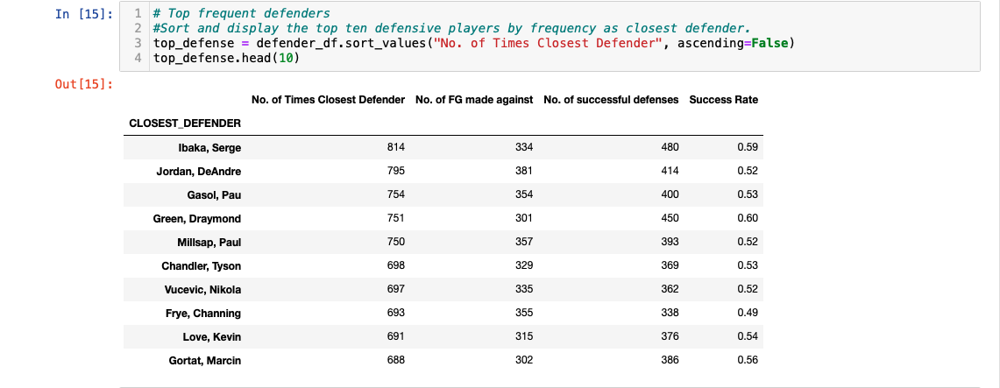 In [15]:
1 # Top frequent defenders
2 #Sort and display the top ten defensive players by frequency as closest defender.
3 top_defense = defender_df.sort_values("No. of Times Closest Defender", ascending=False)
4 top_defense.head(10)
Out[15]:
No. of Times Closest Defender No. of FG made against No. of successful defenses Success Rate
CLOSEST_DEFENDER
Ibaka, Serge 814 334 480 0.59
Jordan, DeAndre 795 381 414 0.52
Gasol, Pau 754 354 400 0.53
Green, Draymond 751 301 450 0.60
Millsap, Paul 750 357 393 0.52
Chandler, Tyson 698 329 369 0.53
Vucevic, Nikola 697 335 362 0.52
Frye, Channing 693 355 338 0.49
Love, Kevin 691 315 376 0.54
Gortat, Marcin 688 302 386 0.56